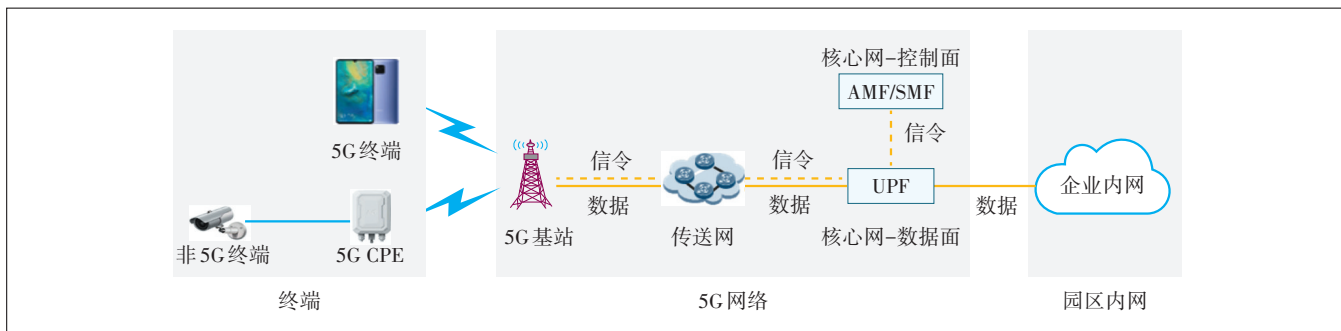 核心网-控制面
AMF/SMF
信令
5G终端
信令
信令
UPF
企业内网
数据
数据
数据
非5G终端
5G CPE
5G基站
传送网
核心网-数据面
终端
5G网络
园区内网